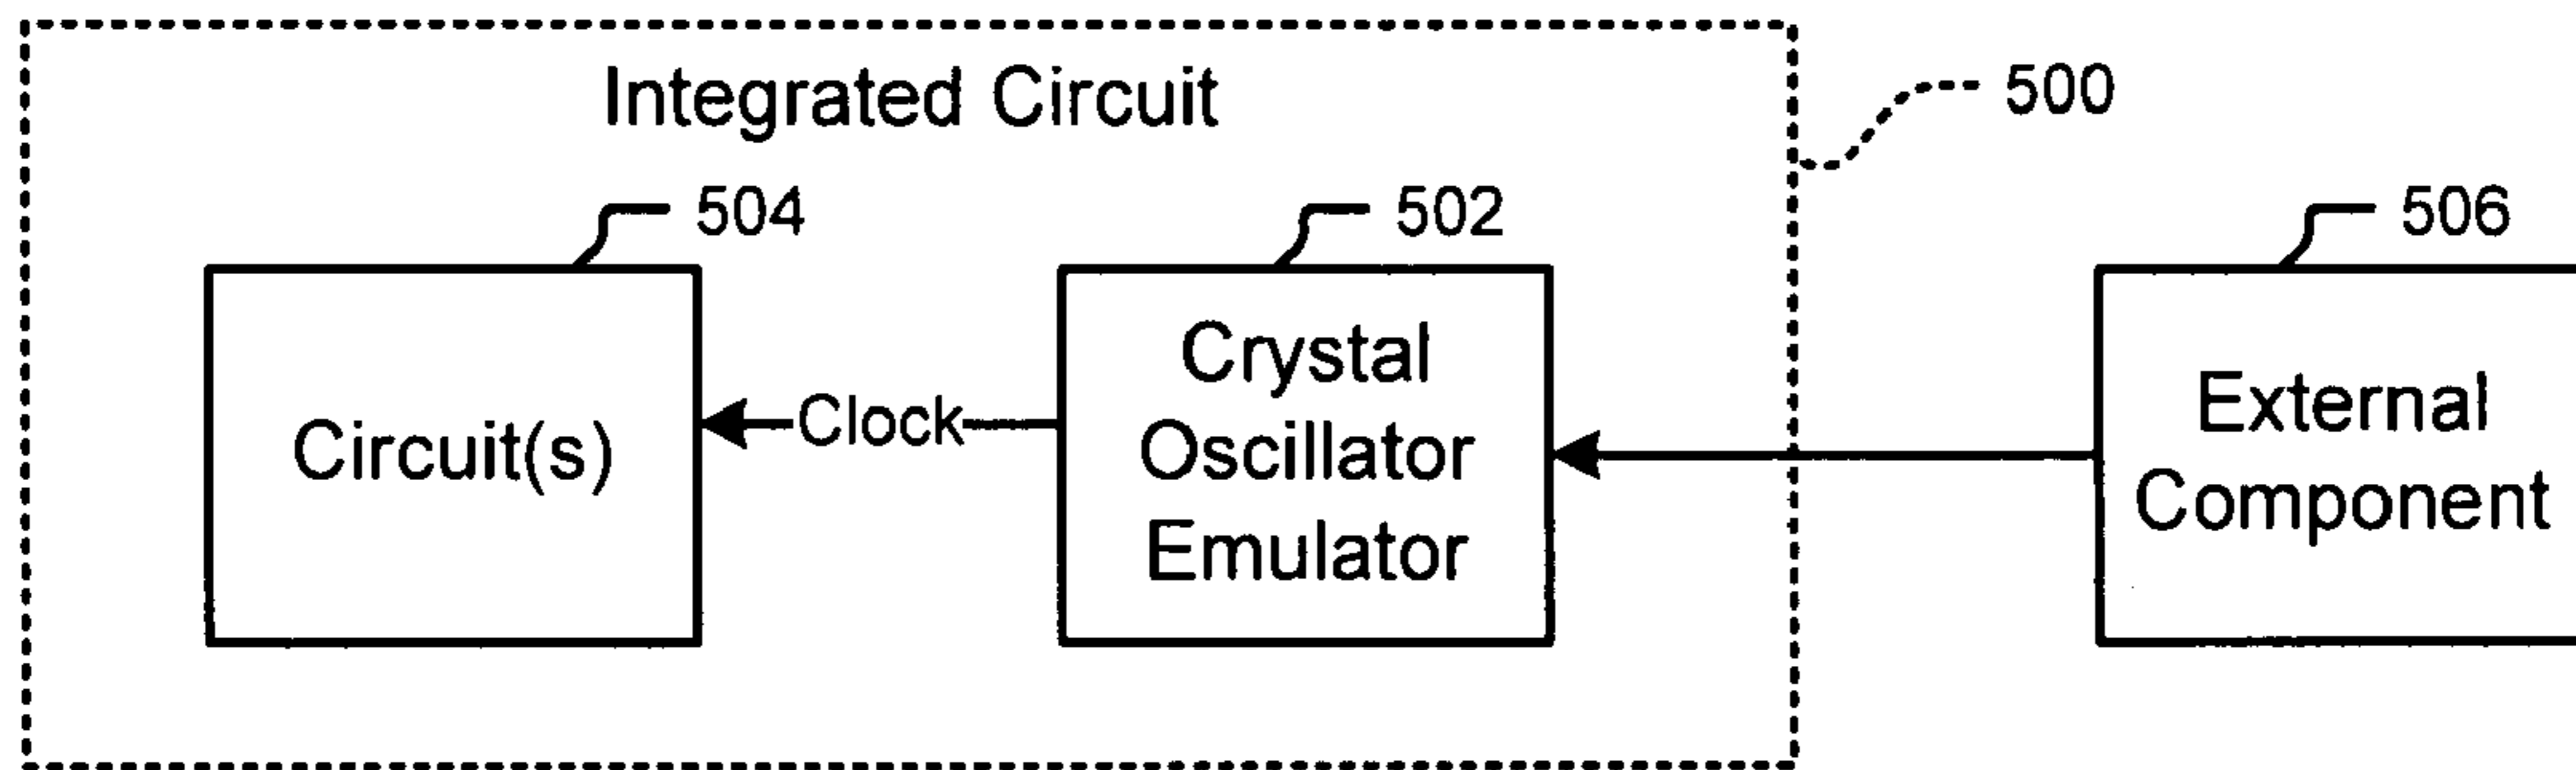 Integrated Circuit
500
504
502
506
Circuit(s)
Clock
Crystal
Oscillator
Emulator
External
Component